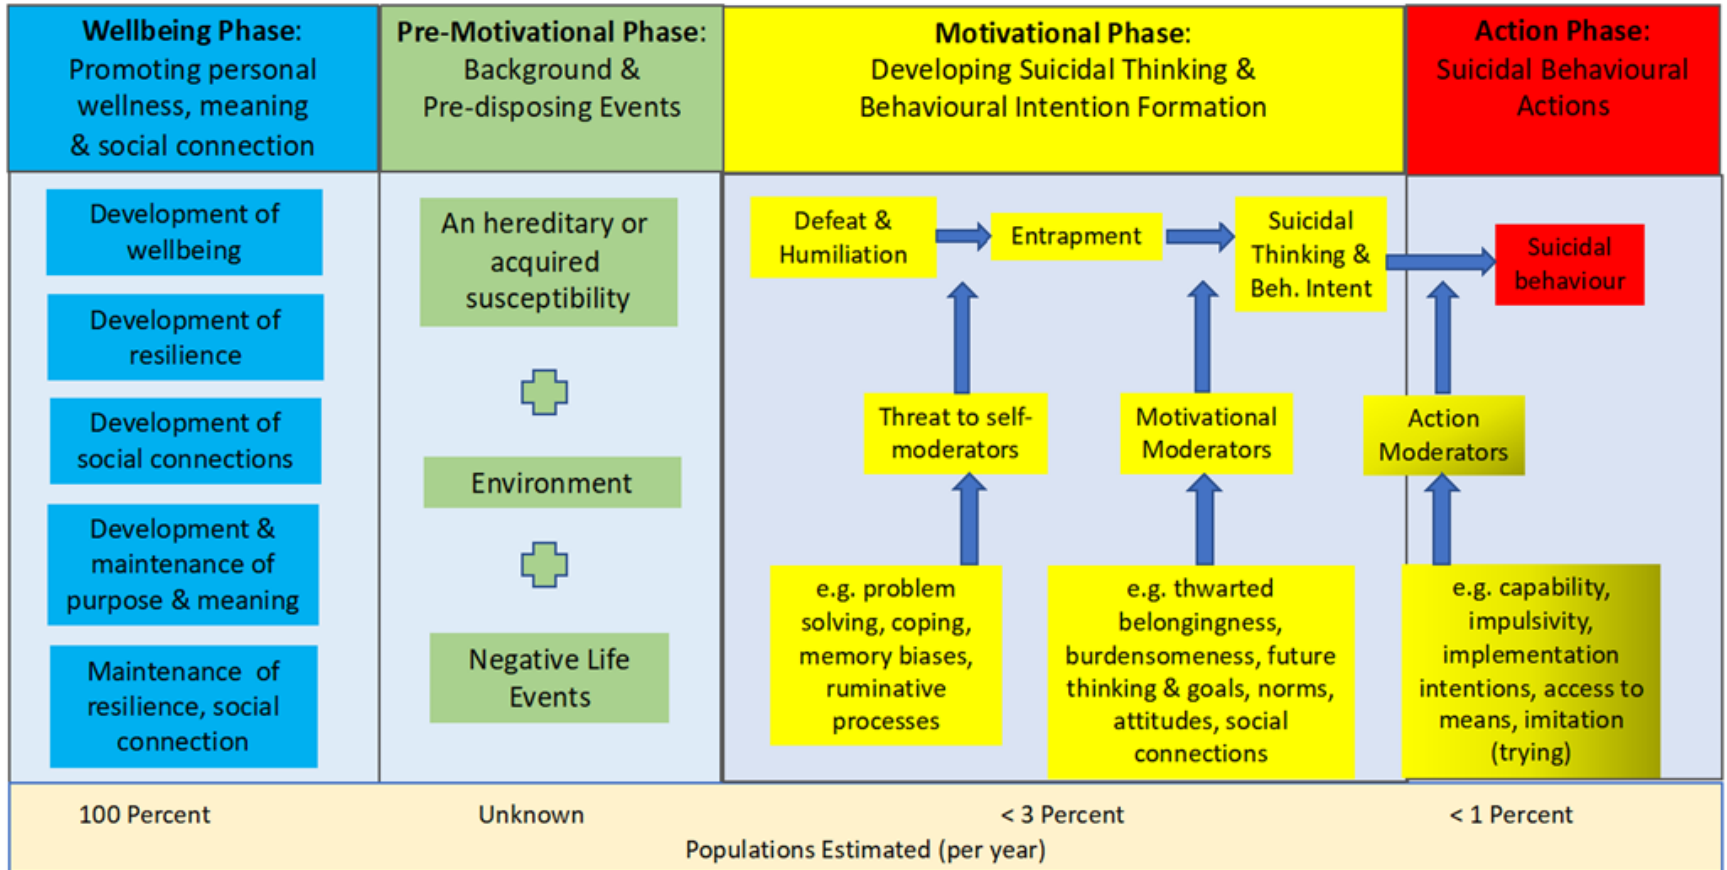 Wellbeing Phase:
Promoting personal
wellness, meaning
& social connection
Pre-Motivational Phase:
Background &
Pre-disposing Events
Motivational Phase:
Developing Suicidal Thinking &
Behavioural Intention Formation
Action Phase:
Suicidal Behavioural
Actions
Development of
wellbeing
Development of
resilience
Development of
social connections
Development &
maintenance of
purpose & meaning
Maintenance of
resilience, social
connection
An hereditary or
acquired
susceptibility
Environment
Negative Life
Events
Defeat &
Humiliation
Entrapment
Suicidal
Thinking &
Beh. Intent
Suicidal
behaviour
Threat to self-
moderators
Motivational
Moderators
Action
Moderators
e.g. problem
solving, coping,
memory biases,
ruminative
processes
e.g. thwarted
belongingness,
burdensomeness, future
thinking & goals, norms,
attitudes, social
connections
e.g. capability,
impulsivity,
implementation
intentions, access to
means, imitation
(trying)
100 Percent
Unknown
< 3 Percent
< 1 Percent
Populations Estimated (per year)